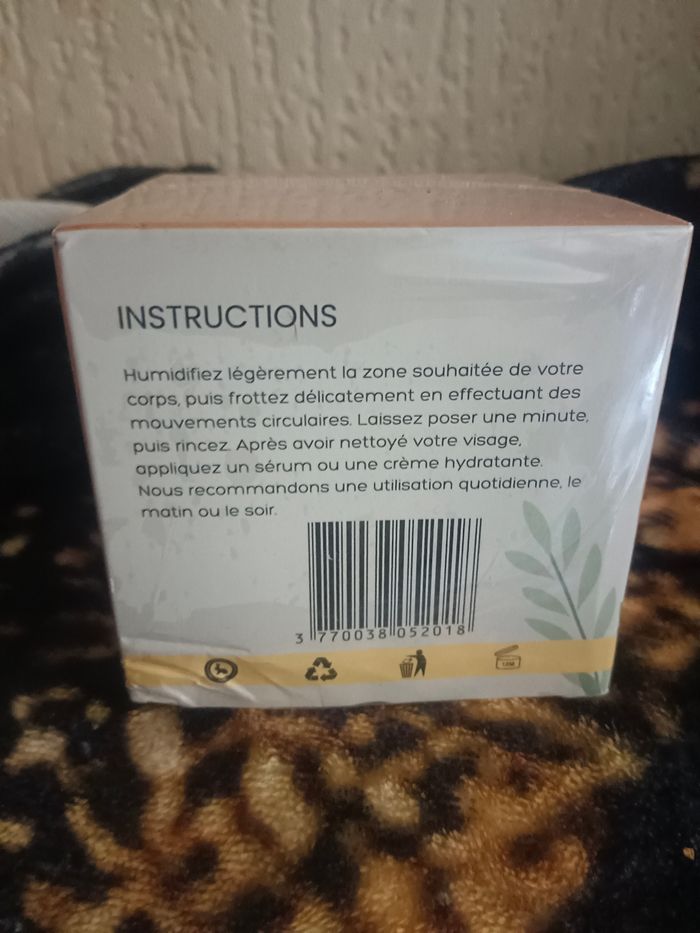 INSTRUCTIONS
Humidifiez légèrement la zone souhaitée de votre
corps, puis frottez délicatement en effectuant des
mouvements circulaires. Laissez poser une minute,
puis rincez. Après avoir nettoyé votre visage,
appliquez un sérum ou une crème hydratante.
Nous recommandons une utilisation quotidienne, le
matin ou le soir.
3 770038 052018
12M